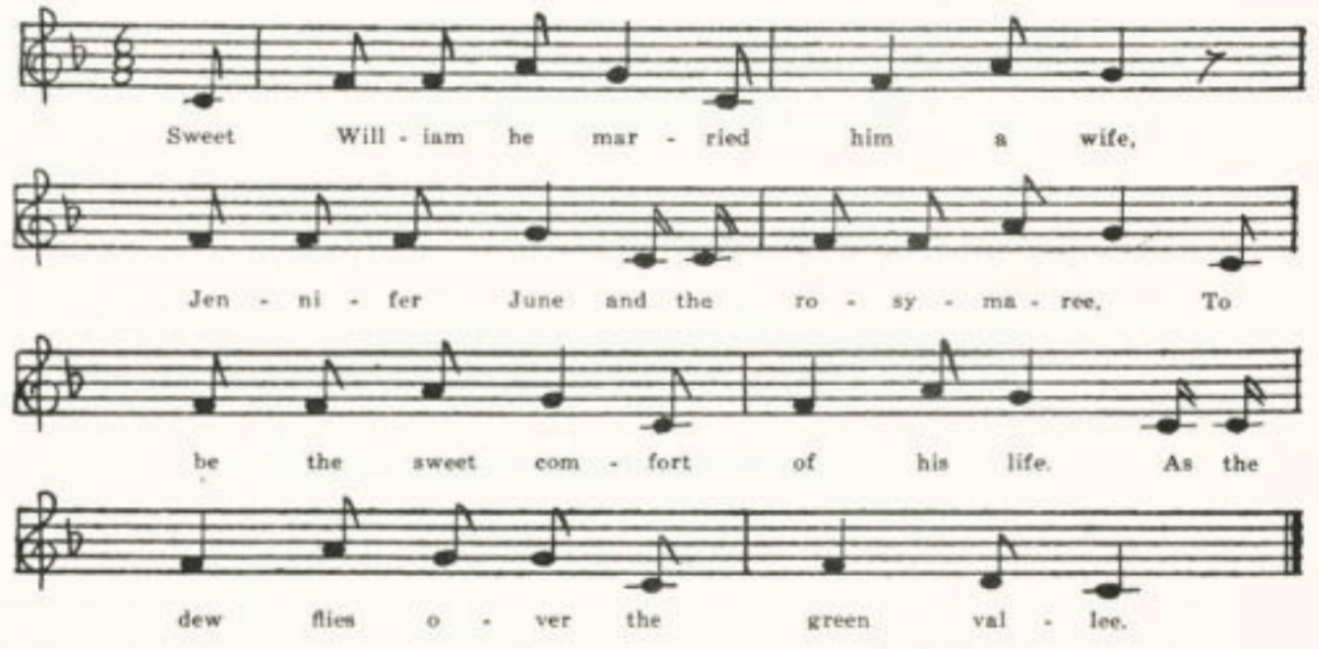 Sweet Will - iam he mar - ried him a wife,
Jen - ni - fer June and the ro - sy - ma - ree, To
be the sweet com - fort of his life. As the
dew flies o - ver the green val - lee.